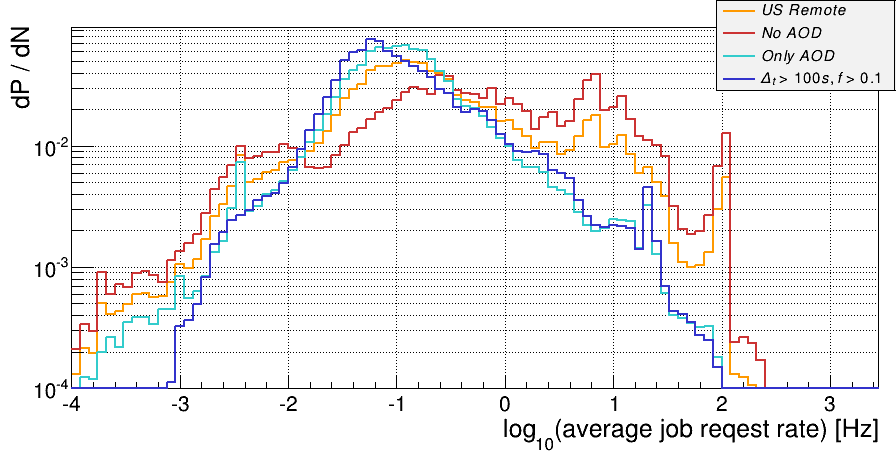 US Remote
No AOD
Only AOD
Δt > 100s, f > 0.1
dP / dN
10-2
10-3
10-4
-4 -3 -2 -1 0 1 2 3
log10(average job reqest rate) [Hz]